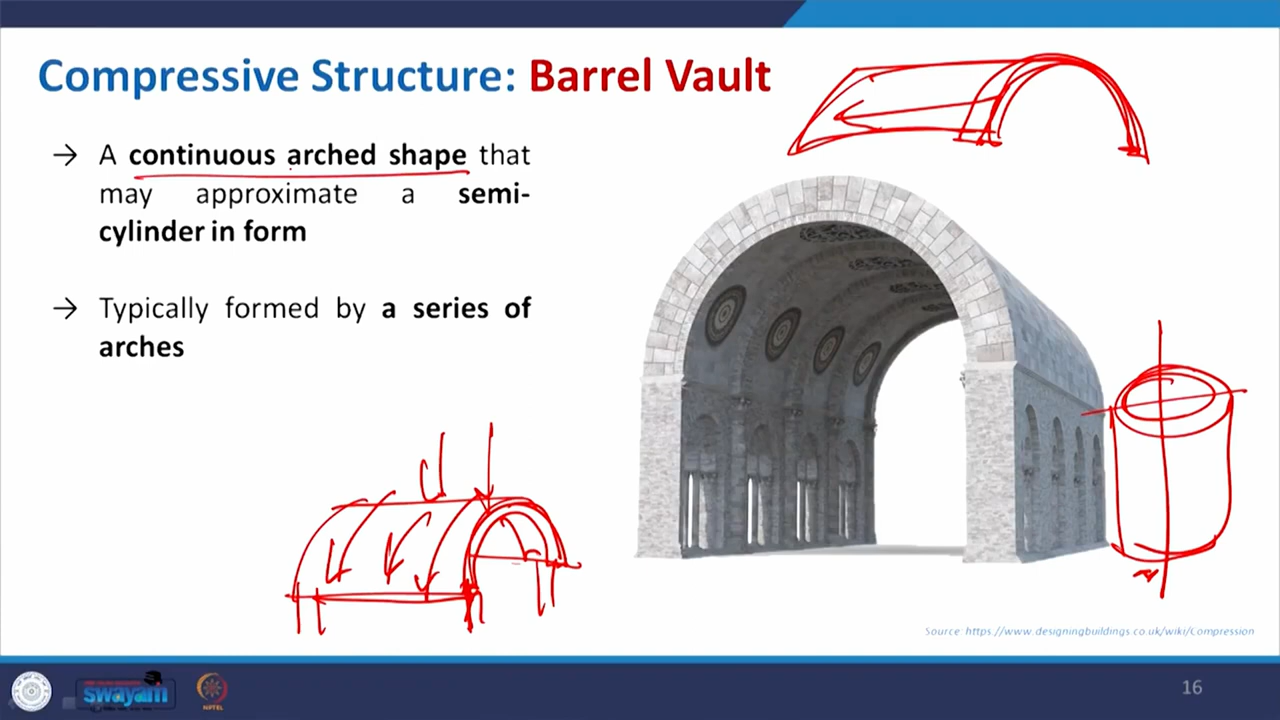 Compressive Structure: Barrel Vault
→ A continuous arched shape that
may approximate a semi-
cylinder in form
→ Typically formed by a series of
arches
Source: https://www.designingbuildings.co.uk/wiki/Compression
swayam
NPTEL
16